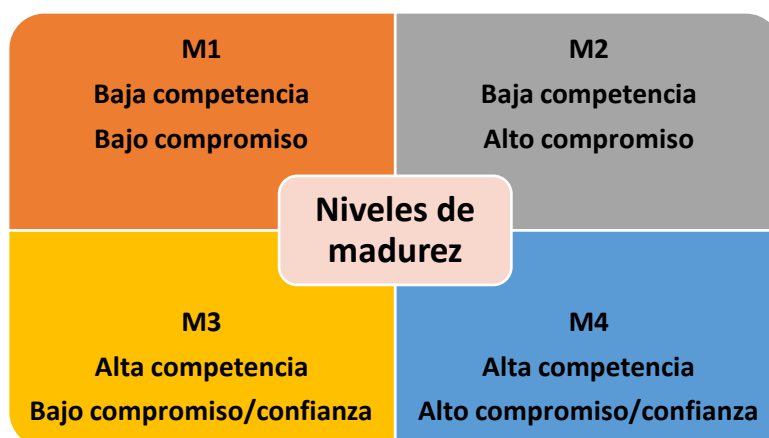 M1
Baja competencia
Bajo compromiso
M2
Baja competencia
Alto compromiso
Niveles de
madurez
M3
Alta competencia
Bajo compromiso/confianza
M4
Alta competencia
Alto compromiso/confianza